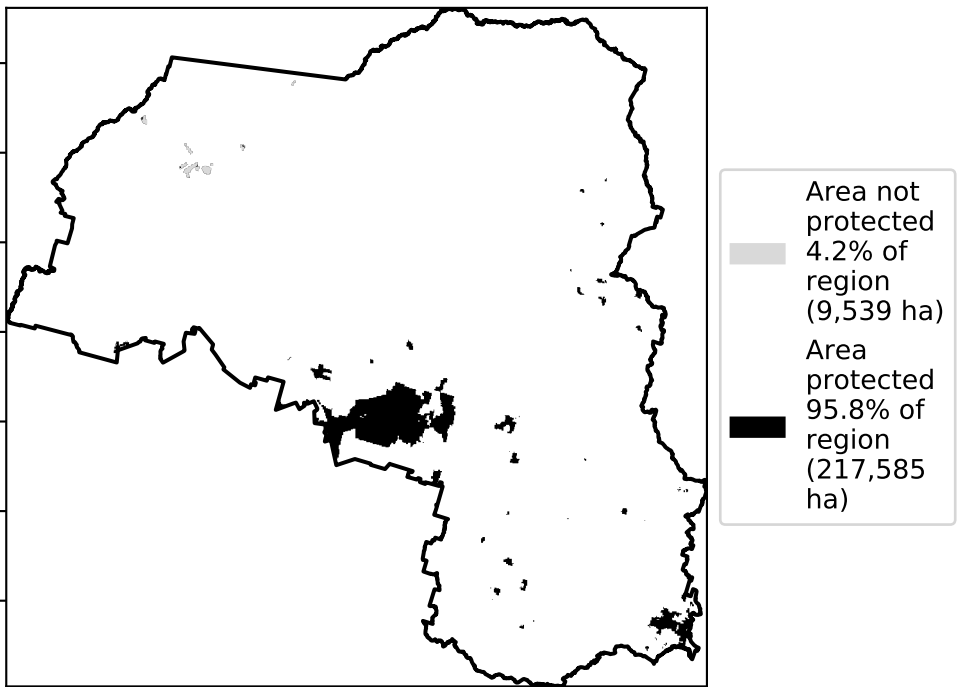 Area not
protected
4.2% of
region
(9,539 ha)
Area
protected
95.8% of
region
(217,585
ha)